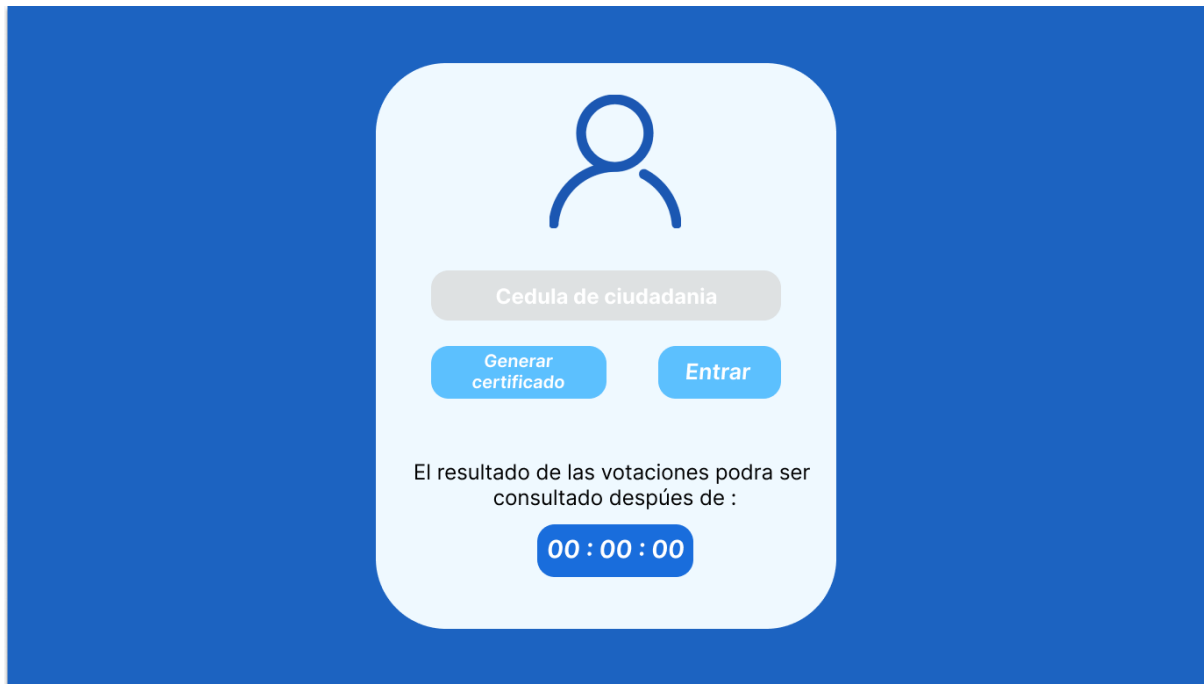 Cedula de ciudadania
Generar
certificado
Entrar
El resultado de las votaciones podra ser
consultado despúes de :
00 : 00 : 00